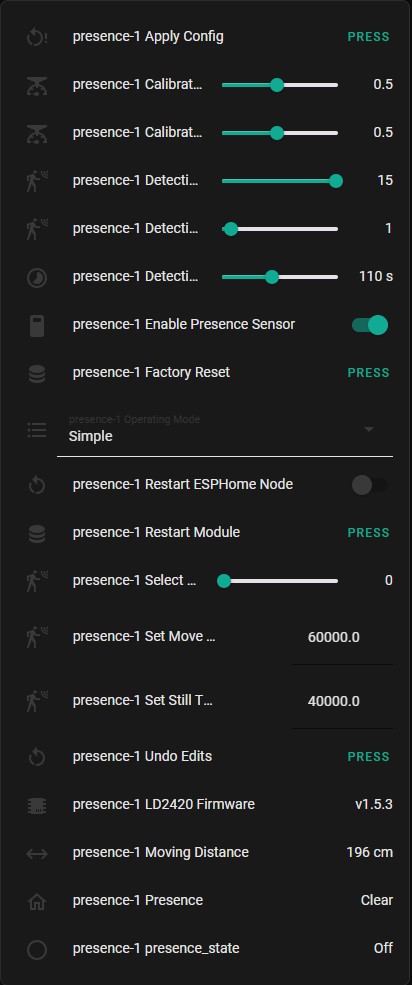 presence-1 Apply Config PRESS
presence-1 Calibrat... 0.5
presence-1 Calibrat... 0.5
presence-1 Detecti... 15
presence-1 Detecti... 1
presence-1 Detecti... 110 s
presence-1 Enable Presence Sensor
presence-1 Factory Reset PRESS
presence-1 Operating Mode
Simple
presence-1 Restart ESPHome Node
presence-1 Restart Module PRESS
presence-1 Select ... 0
presence-1 Set Move ... 60000.0
presence-1 Set Still T... 40000.0
presence-1 Undo Edits PRESS
presence-1 LD2420 Firmware v1.5.3
presence-1 Moving Distance 196 cm
presence-1 Presence Clear
presence-1 presence_state Off